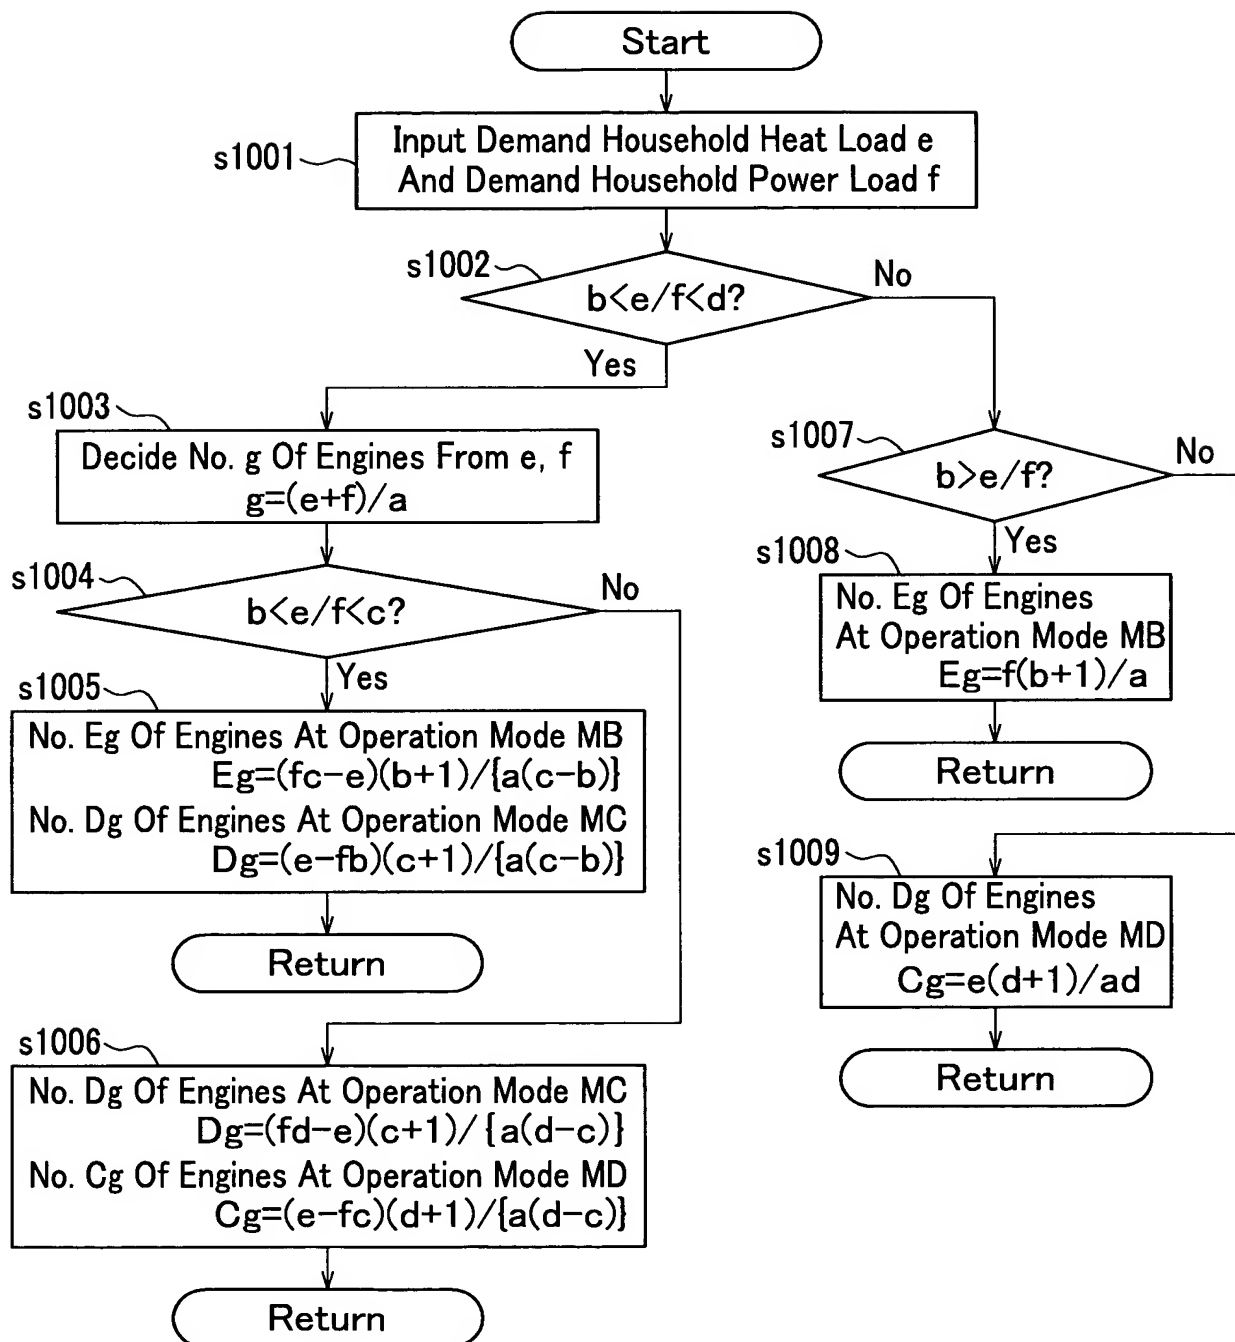 Start
s1001
Input Demand Household Heat Load e
And Demand Household Power Load f
s1002
b<e/f<d?
No
Yes
s1003
Decide No. g Of Engines From e, f
g=(e+f)/a
s1004
b<e/f<c?
No
Yes
s1005
No. Eg Of Engines At Operation Mode MB
Eg=(fc-e)(b+1)/{a(c-b)}
No. Dg Of Engines At Operation Mode MC
Dg=(e-fb)(c+1)/{a(c-b)}
Return
s1006
No. Dg Of Engines At Operation Mode MC
Dg=(fd-e)(c+1)/{a(d-c)}
No. Cg Of Engines At Operation Mode MD
Cg=(e-fc)(d+1)/{a(d-c)}
Return
s1007
b>e/f?
No
Yes
s1008
No. Eg Of Engines
At Operation Mode MB
Eg=f(b+1)/a
Return
s1009
No. Dg Of Engines
At Operation Mode MD
Cg=e(d+1)/ad
Return